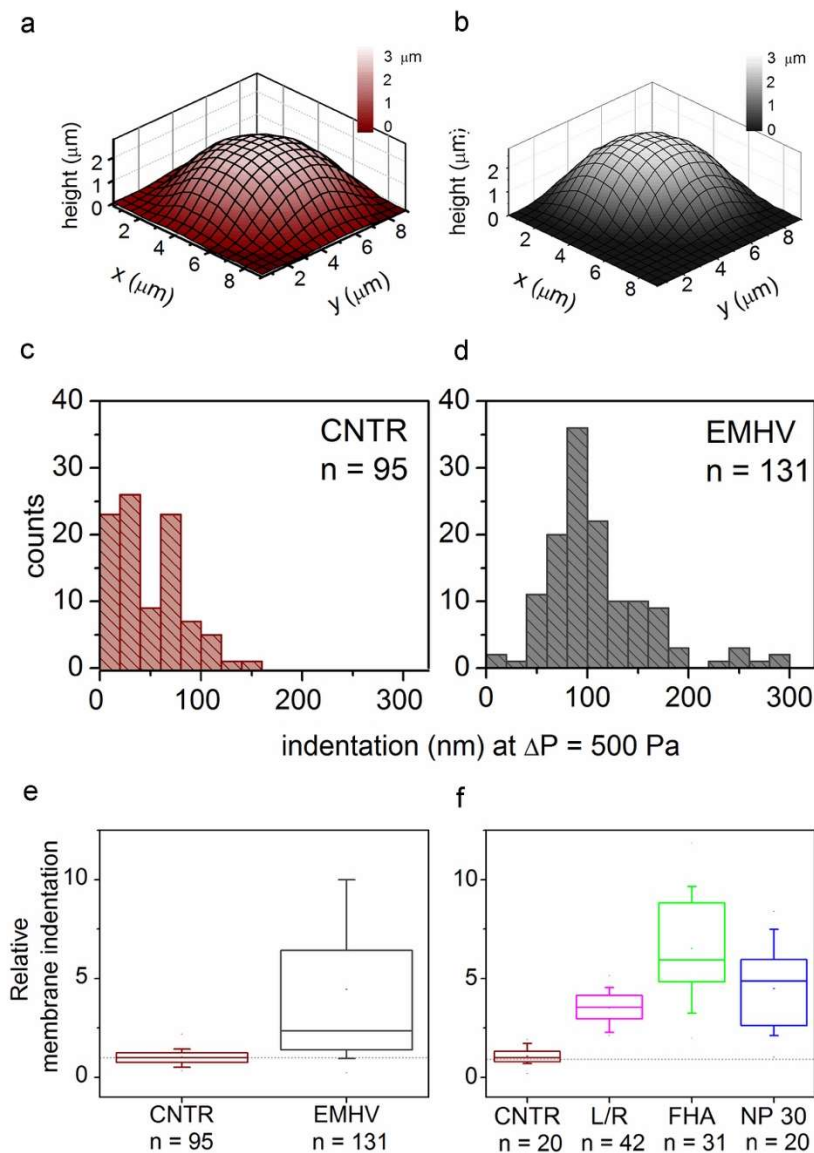 a
3 μm
2
1
0
height (μm)
2
1
0
2
4
6
8
x (μm)
2
4
6
8
y (μm)
b
3 μm
2
1
0
height (μm)
2
1
0
2
4
6
8
x (μm)
2
4
6
8
y (μm)
c
40
30
20
10
0
counts
CNTR
n = 95
0 100 200 300
d
40
30
20
10
0
EMHV
n = 131
0 100 200 300
indentation (nm) at ΔP = 500 Pa
e
Relative
membrane indentation
10
5
0
CNTR EMHV
n = 95 n = 131
f
10
5
0
CNTR L/R FHA NP 30
n = 20 n = 42 n = 31 n = 20